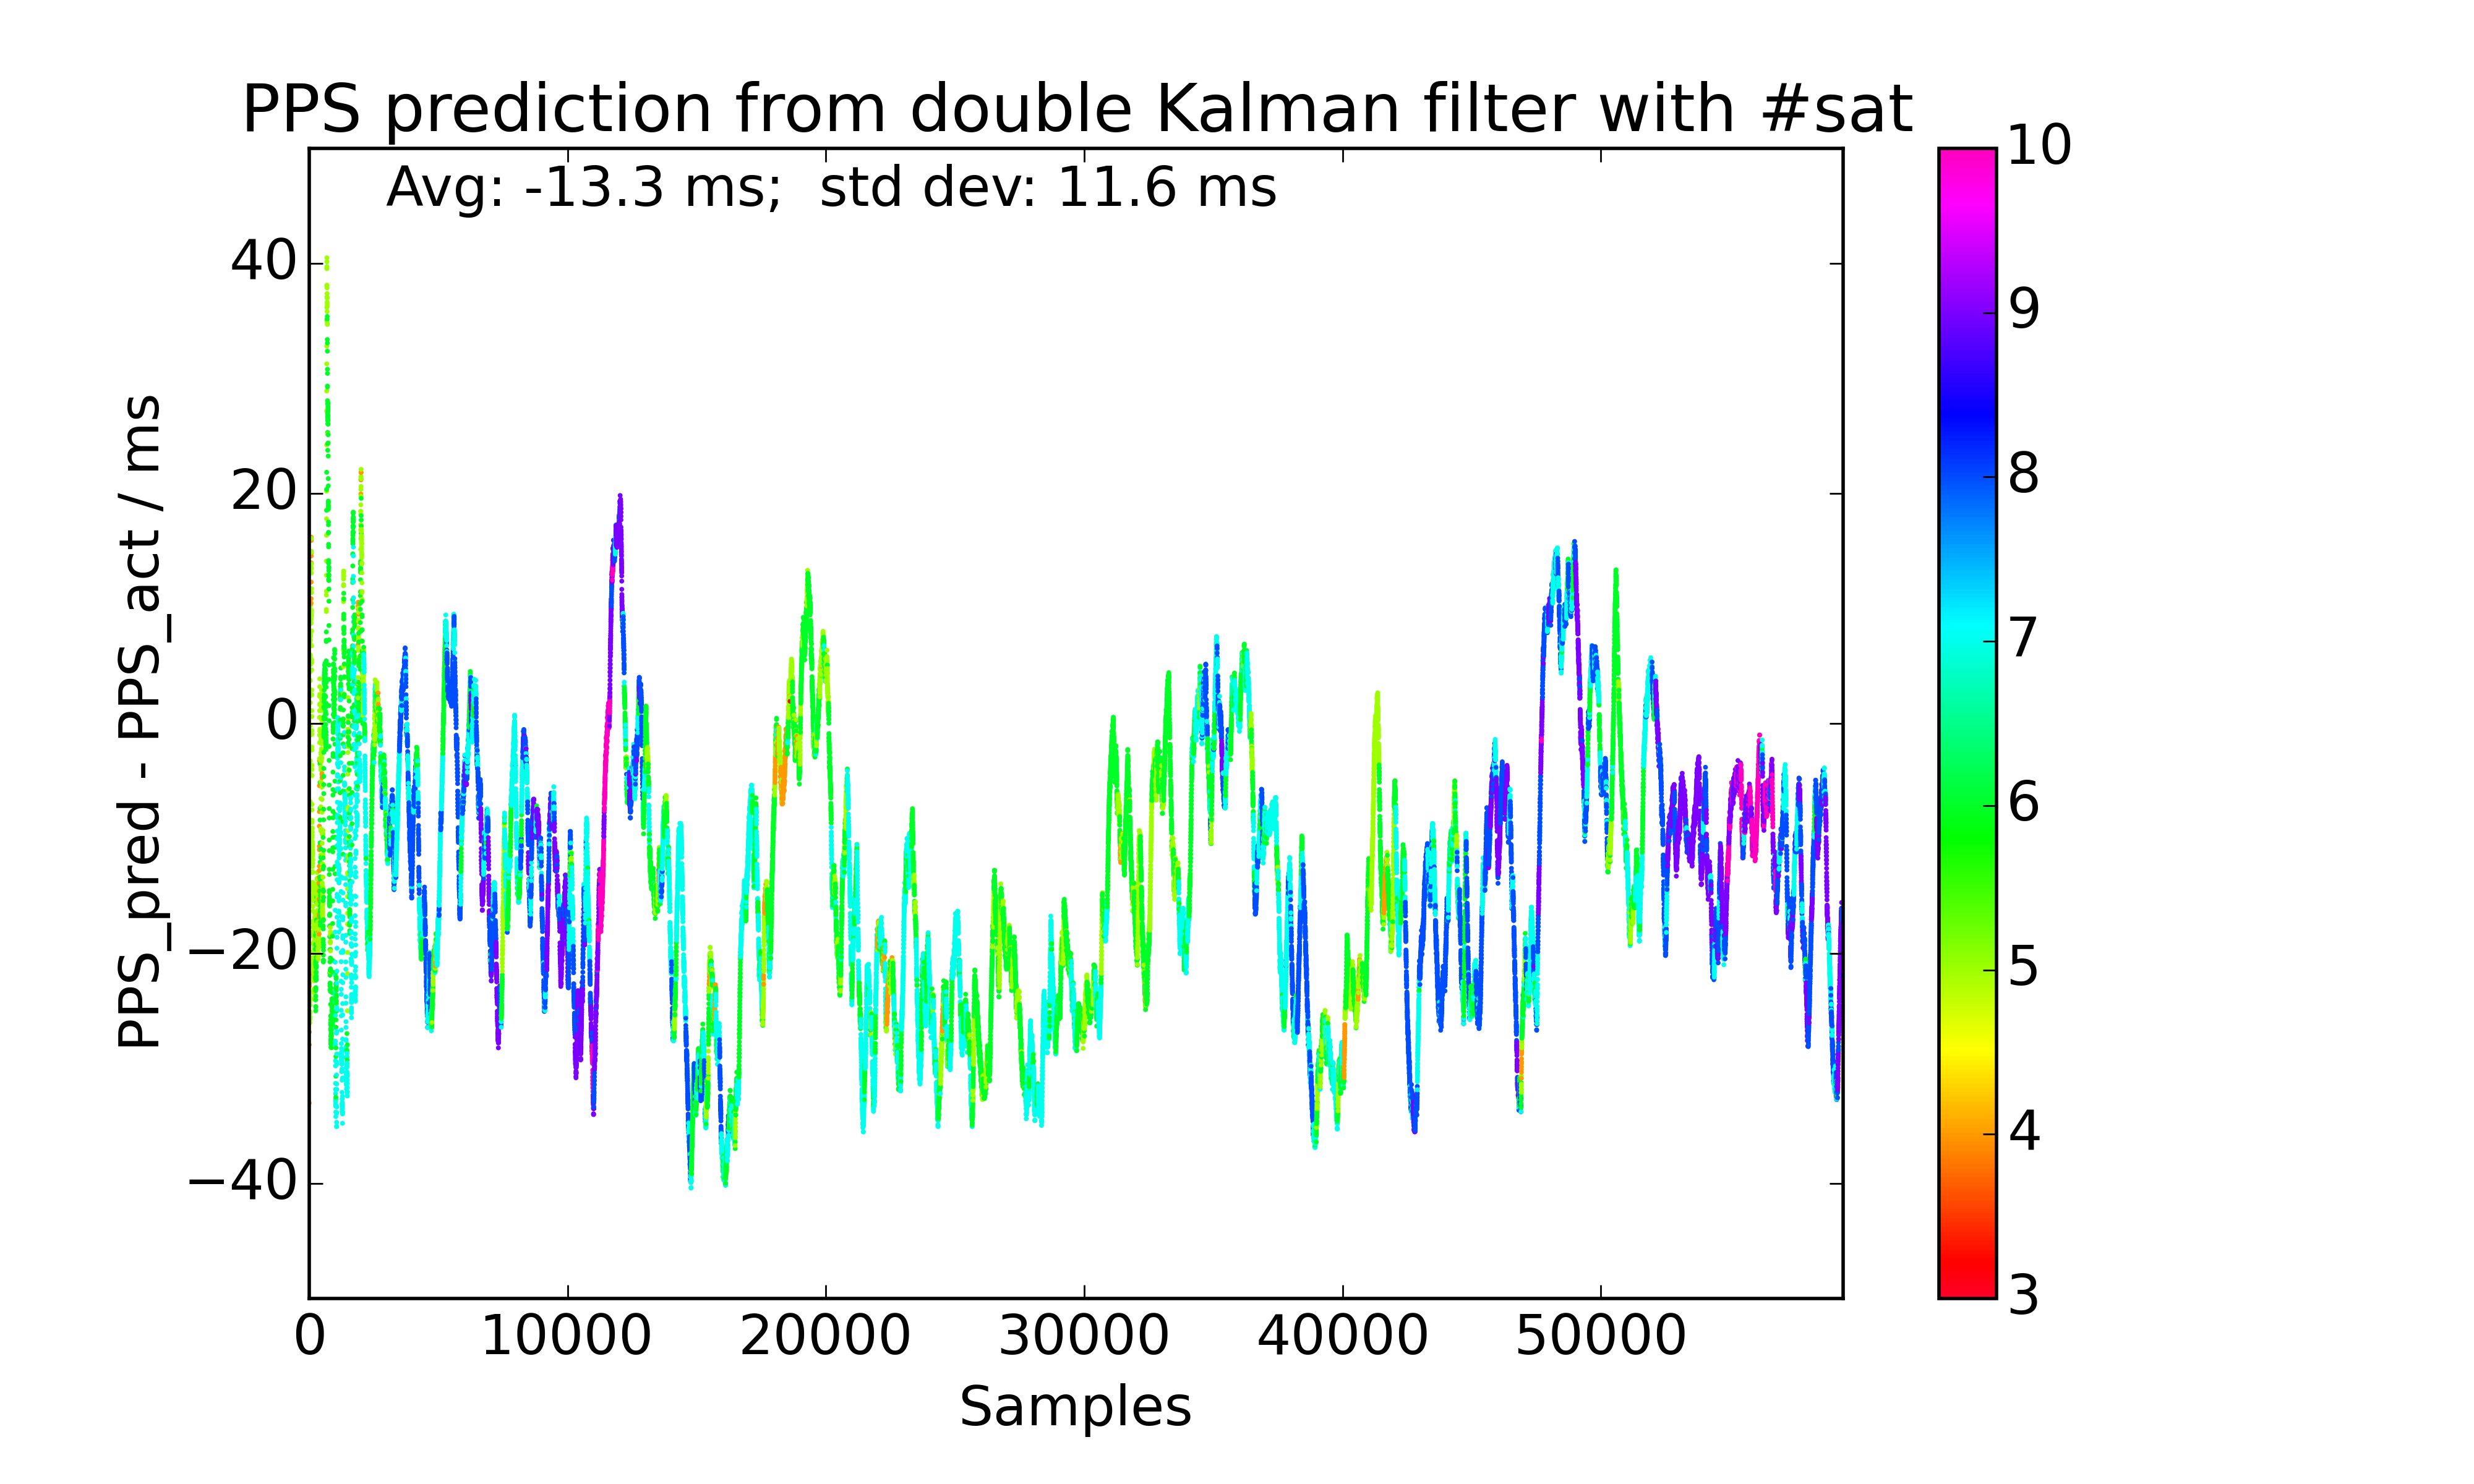 PPS prediction from double Kalman filter with #sat
Avg: -13.3 ms;  std dev: 11.6 ms
PPS_pred - PPS_act / ms
40
20
0
−20
−40
0 10000 20000 30000 40000 50000
Samples
10
9
8
7
6
5
4
3